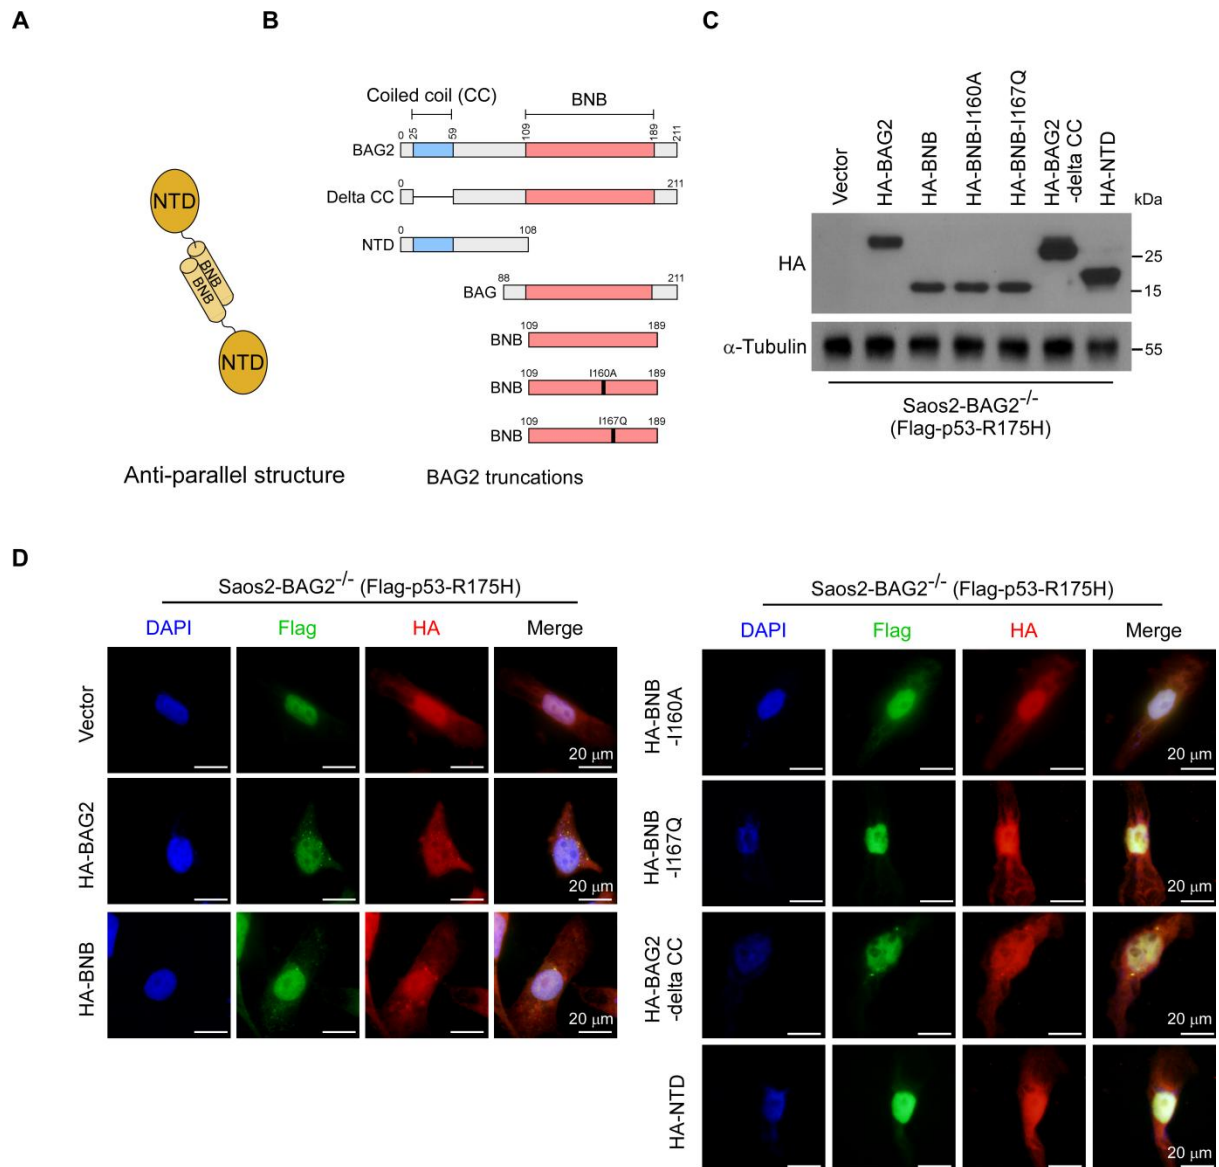 A
B
C
Coiled coil (CC)
BNB
0 25 59 109 189 211
BAG2
0 211
Delta CC
0 108
NTD
88 211
BAG
109 189
BNB
109 I160A 189
BNB
109 I167Q 189
BNB
NTD
BNB
BNB
NTD
Anti-parallel structure
BAG2 truncations
Vector
HA-BAG2
HA-BNB
HA-BNB-I160A
HA-BNB-I167Q
HA-BAG2
-delta CC
HA-NTD
kDa
HA
25
15
α-Tubulin
55
Saos2-BAG2-/-
(Flag-p53-R175H)
D
Saos2-BAG2-/- (Flag-p53-R175H)
DAPI Flag HA Merge
Vector
20 μm
HA-BAG2
20 μm
HA-BNB
20 μm
Saos2-BAG2-/- (Flag-p53-R175H)
DAPI Flag HA Merge
HA-BNB
-I160A
20 μm
HA-BNB
-I167Q
20 μm
HA-BAG2
-delta CC
20 μm
HA-NTD
20 μm